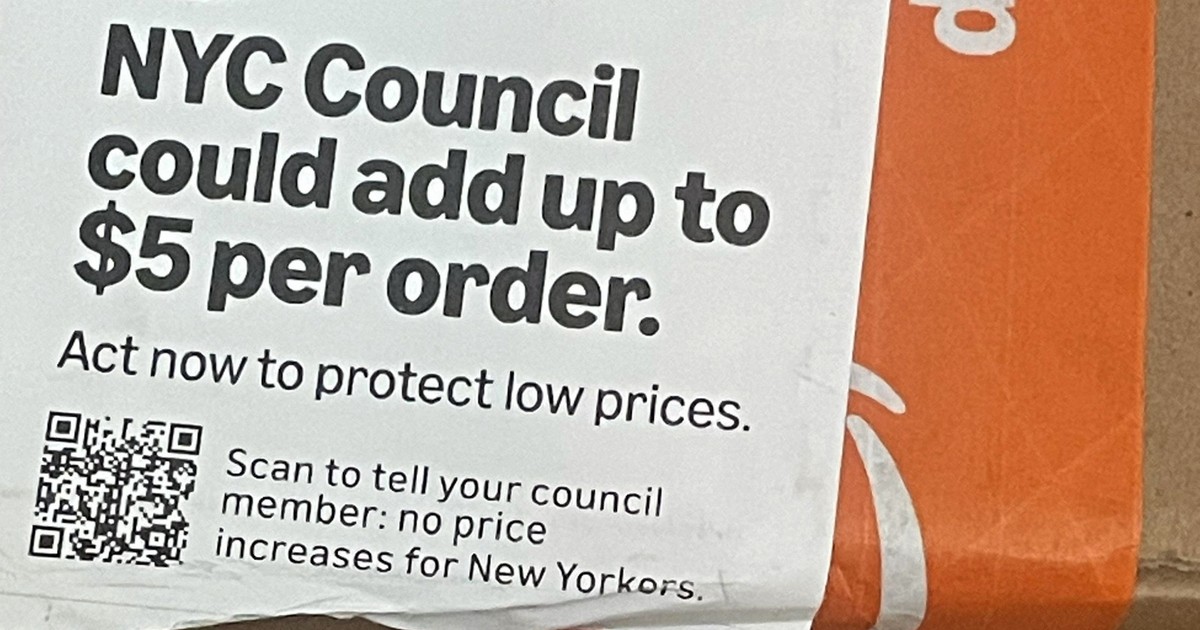 NYC Council
could add up to
$5 per order.
Act now to protect low prices.
Scan to tell your council
member: no price
increases for New Yorkors.